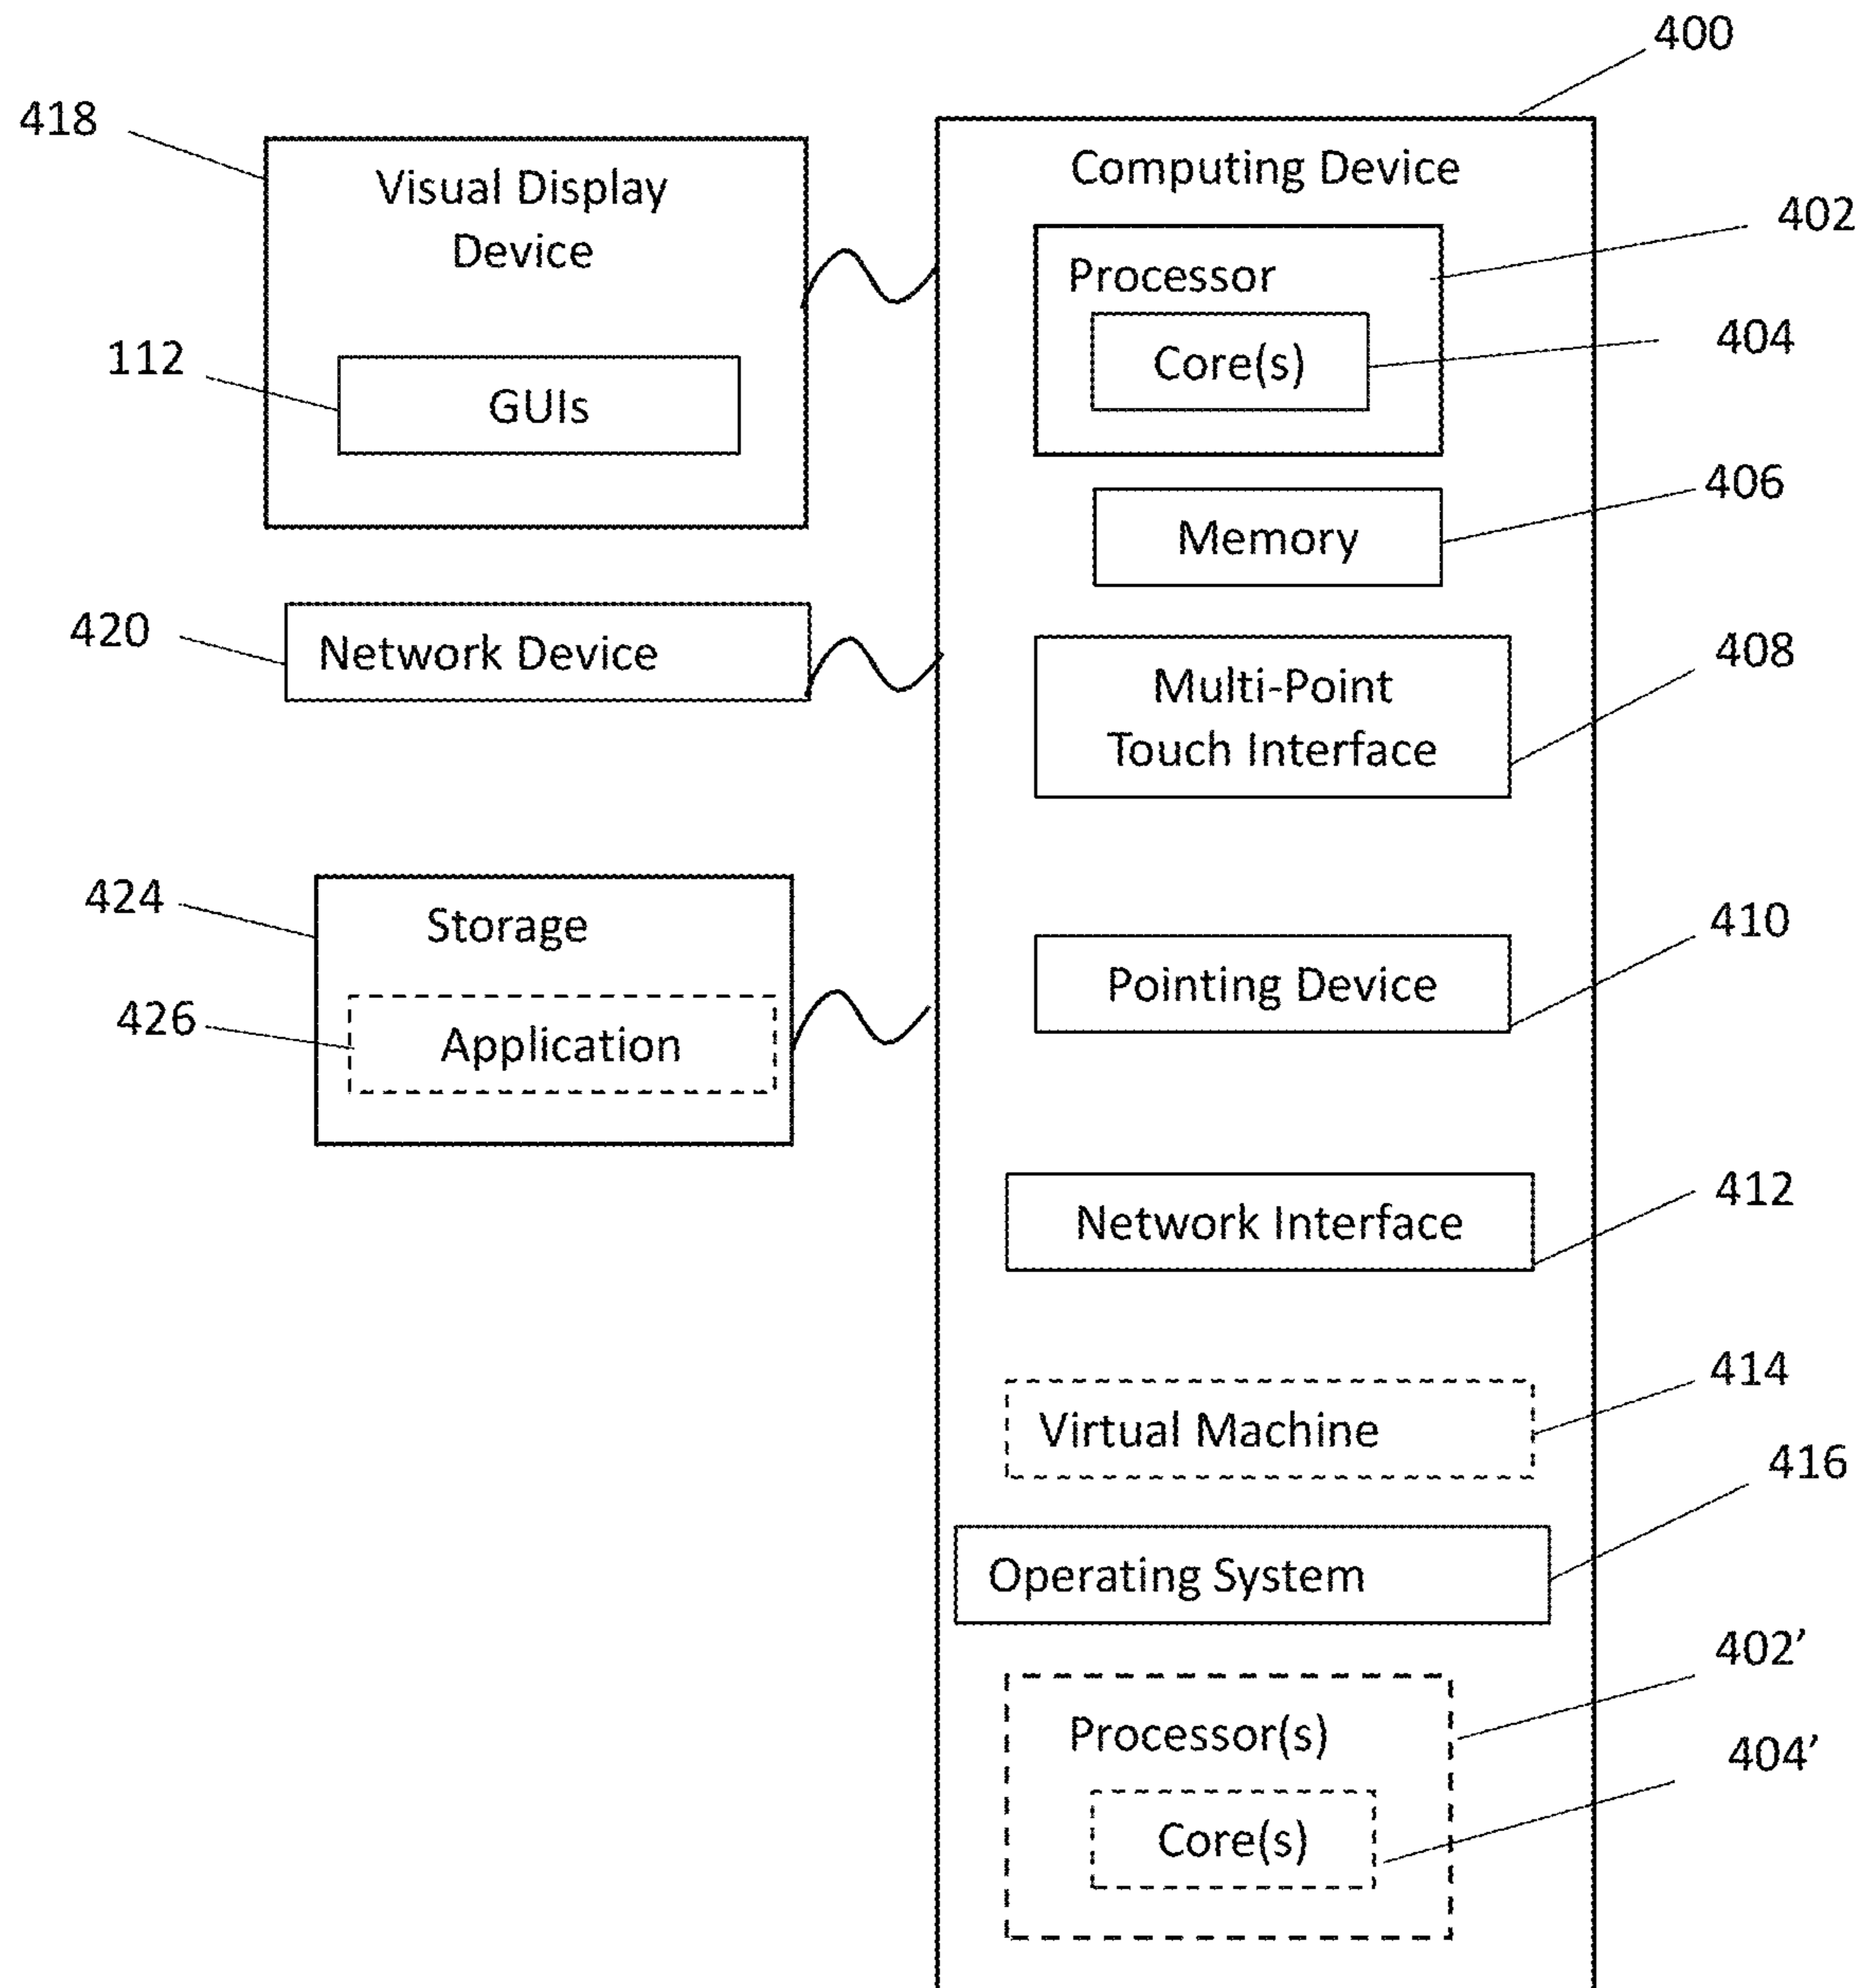 400
418
Visual Display
Device
Computing Device
402
Processor
112
GUIs
404
Core(s)
406
Memory
420
Network Device
408
Multi-Point
Touch Interface
424
Storage
410
Pointing Device
426
Application
412
Network Interface
414
Virtual Machine
416
Operating System
402’
Processor(s)
404’
Core(s)